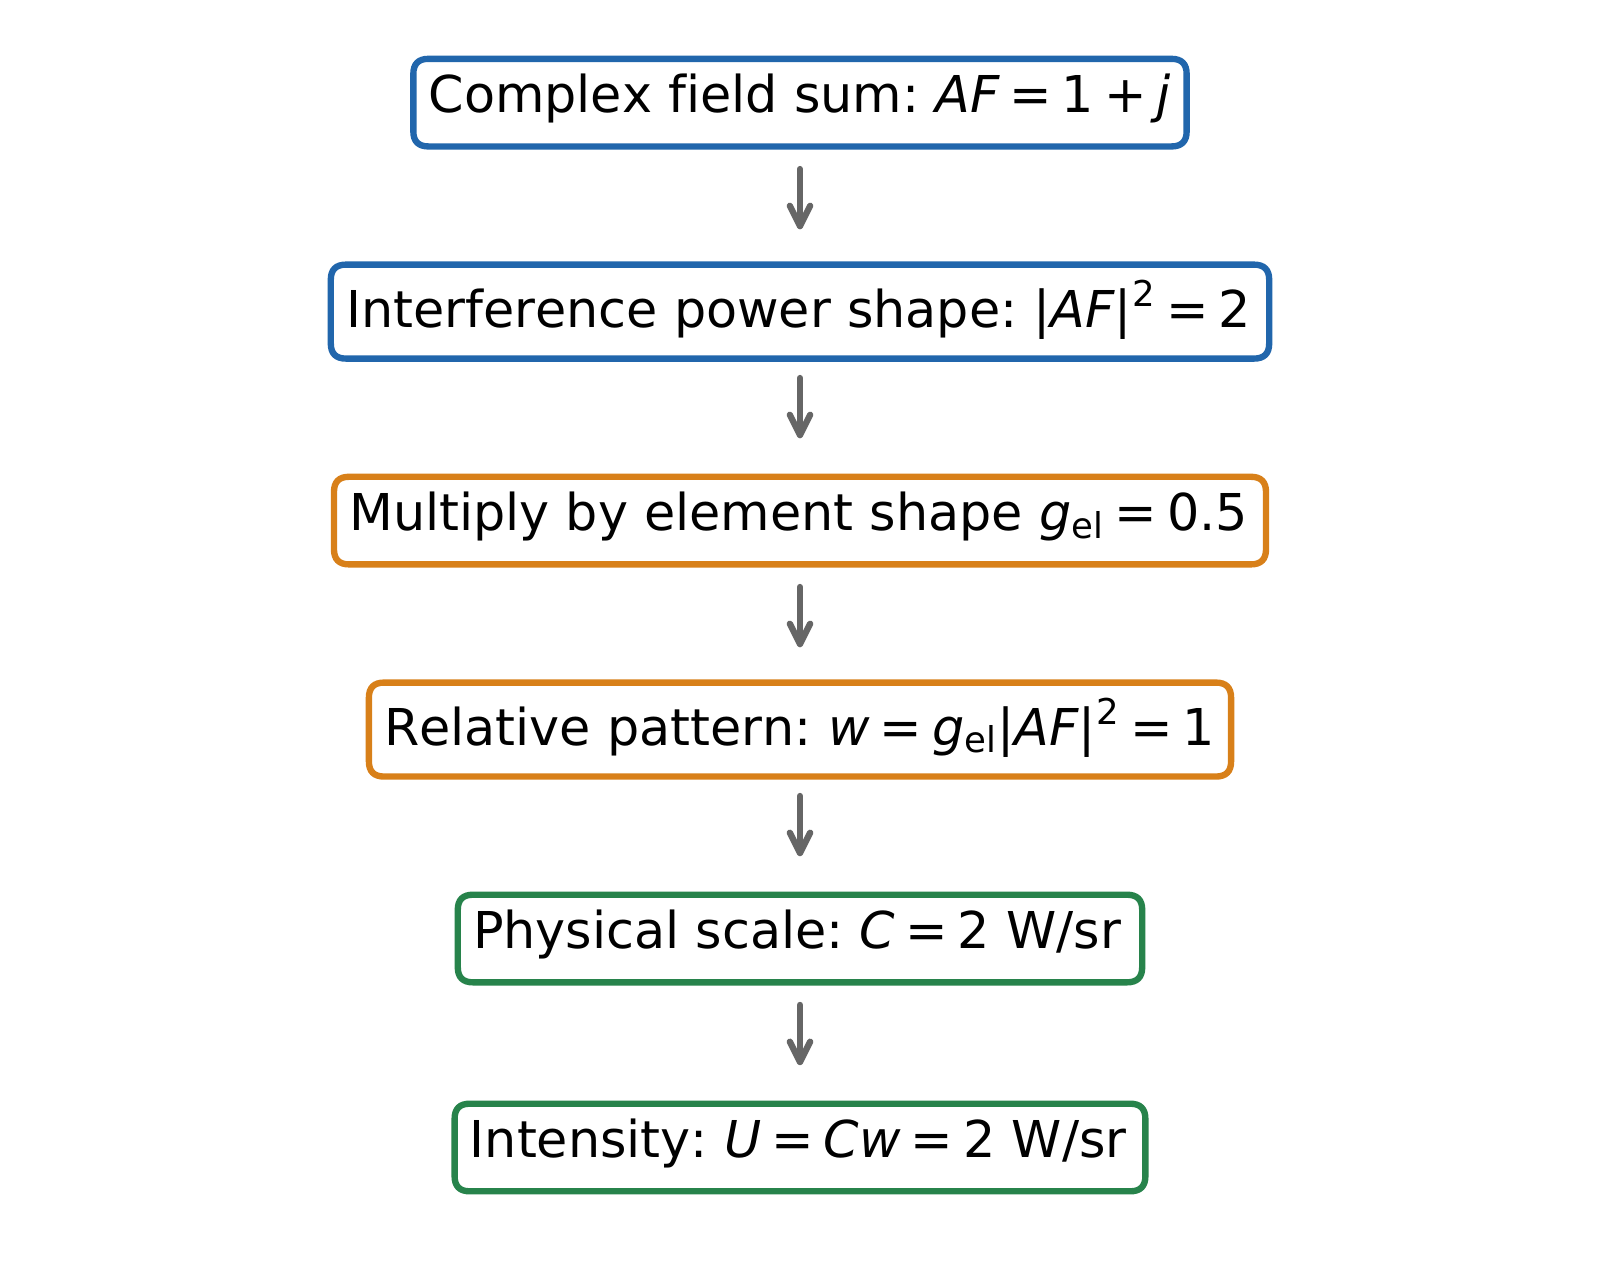 Complex field sum: AF = 1 + j
Interference power shape: |AF|² = 2
Multiply by element shape g_el = 0.5
Relative pattern: w = g_el|AF|² = 1
Physical scale: C = 2 W/sr
Intensity: U = Cw = 2 W/sr